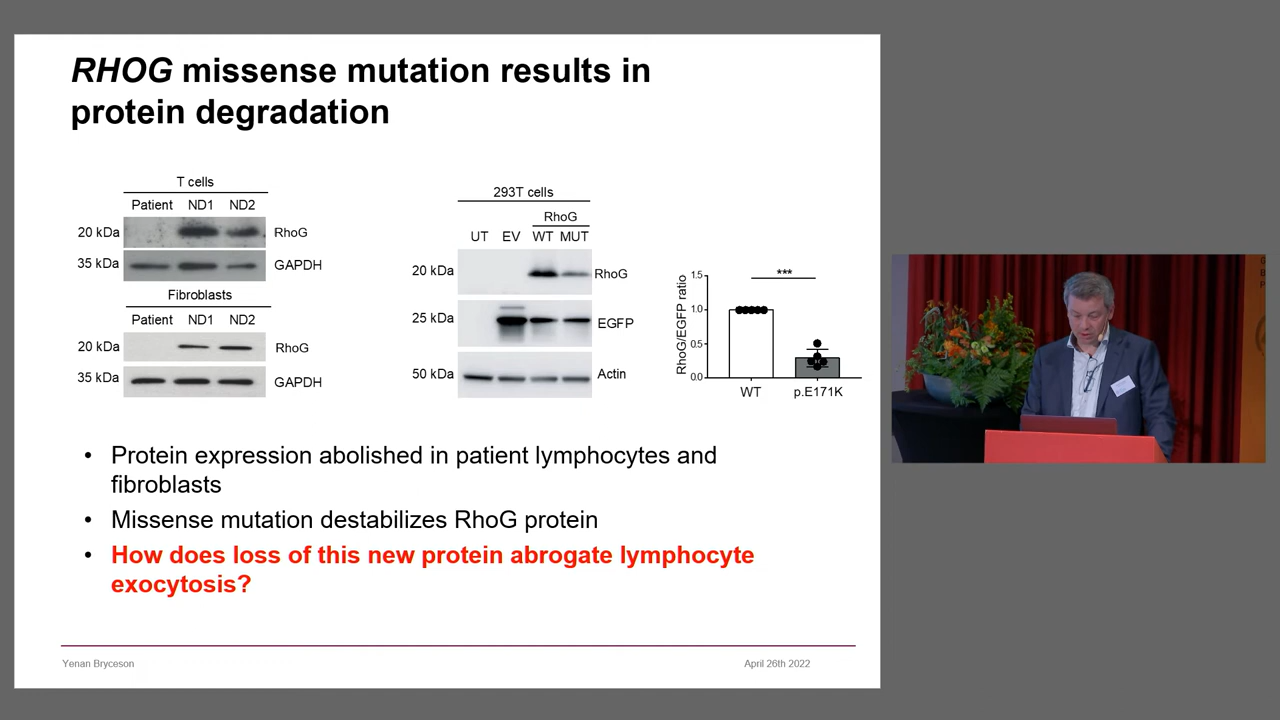 RHOG missense mutation results in
protein degradation
T cells
Patient ND1 ND2
20 kDa RhoG
35 kDa GAPDH
Fibroblasts
Patient ND1 ND2
20 kDa RhoG
35 kDa GAPDH
293T cells
RhoG
UT EV WT MUT
20 kDa RhoG
25 kDa EGFP
50 kDa Actin
RhoG/EGFP ratio
1.5
1.0
0.5
0.0
***
WT p.E171K
• Protein expression abolished in patient lymphocytes and
fibroblasts
• Missense mutation destabilizes RhoG protein
• How does loss of this new protein abrogate lymphocyte
exocytosis?
Yenan Bryceson April 26th 2022